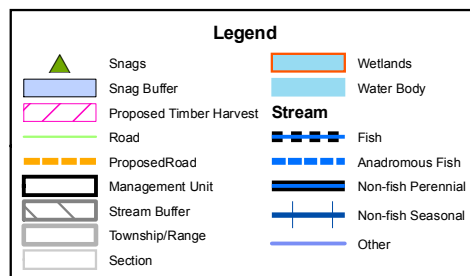 Legend
Snags
Snag Buffer
Proposed Timber Harvest
Road
ProposedRoad
Management Unit
Stream Buffer
Township/Range
Section
Wetlands
Water Body
Stream
Fish
Anadromous Fish
Non-fish Perennial
Non-fish Seasonal
Other